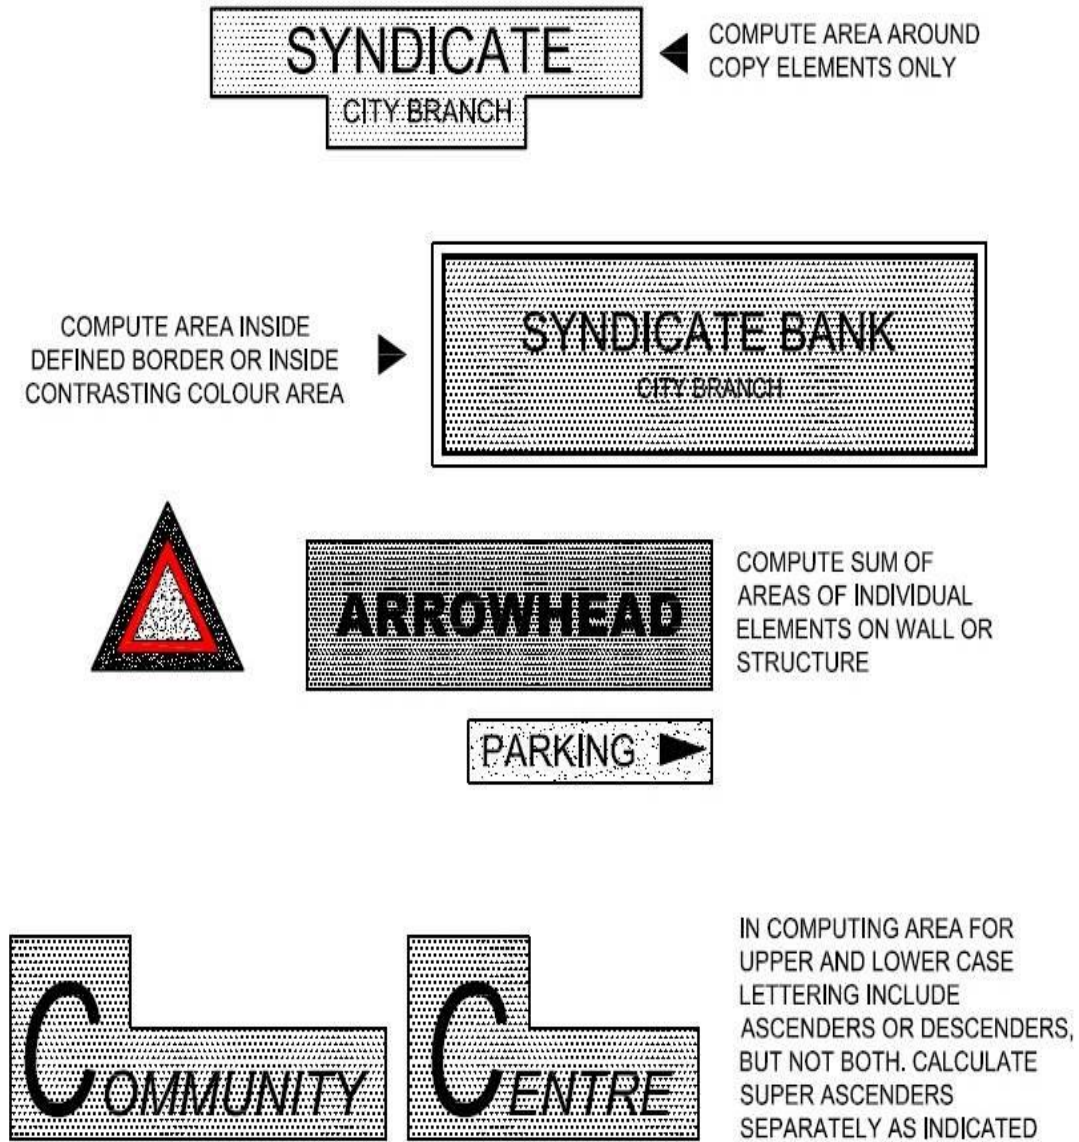 SYNDICATE
CITY BRANCH
COMPUTE AREA AROUND
COPY ELEMENTS ONLY
COMPUTE AREA INSIDE
DEFINED BORDER OR INSIDE
CONTRASTING COLOUR AREA
SYNDICATE BANK
CITY BRANCH
ARROWHEAD
COMPUTE SUM OF
AREAS OF INDIVIDUAL
ELEMENTS ON WALL OR
STRUCTURE
PARKING
COMMUNITY CENTRE
IN COMPUTING AREA FOR
UPPER AND LOWER CASE
LETTERING INCLUDE
ASCENDERS OR DESCENDERS,
BUT NOT BOTH. CALCULATE
SUPER ASCENDERS
SEPARATELY AS INDICATED